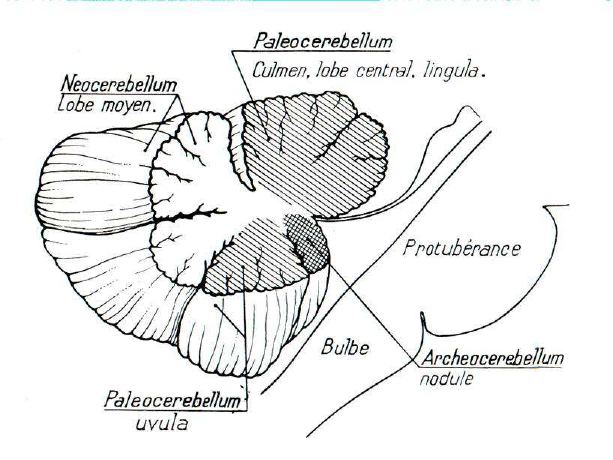 Paleocerebellum
Culmen, lobe central, lingula.
Neocerebellum
Lobe moyen.
Protubérance
Bulbe
Archeocerebellum
nodule
Paleocerebellum
uvula